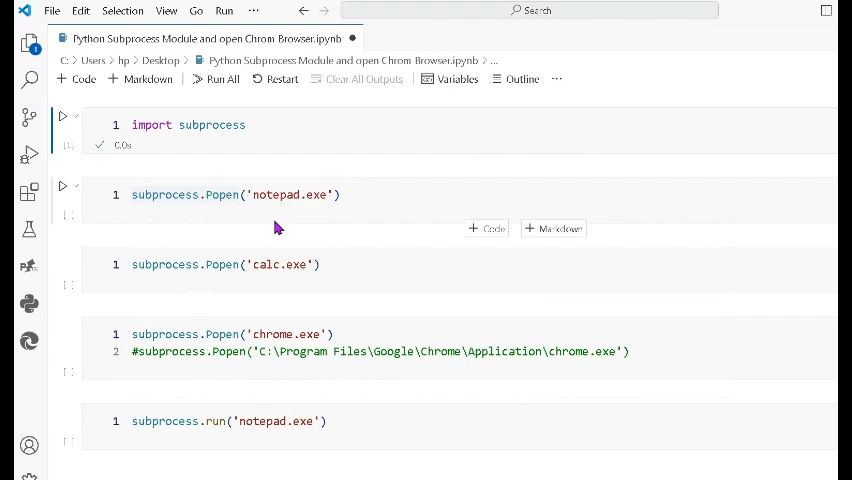 File Edit Selection View Go Run ··· Search
Python Subprocess Module and open Chrom Browser.ipynb
C: > Users > hp > Desktop > Python Subprocess Module and open Chrom Browser.ipynb > ...
1
+ Code + Markdown Run All Restart Clear All Outputs Variables Outline ···
1 import subprocess
[1] 0.0s
1 subprocess.Popen('notepad.exe')
[ ]
+ Code + Markdown
1 subprocess.Popen('calc.exe')
[ ]
1 subprocess.Popen('chrome.exe')
2 #subprocess.Popen('C:\Program Files\Google\Chrome\Application\chrome.exe')
[ ]
1 subprocess.run('notepad.exe')
[ ]